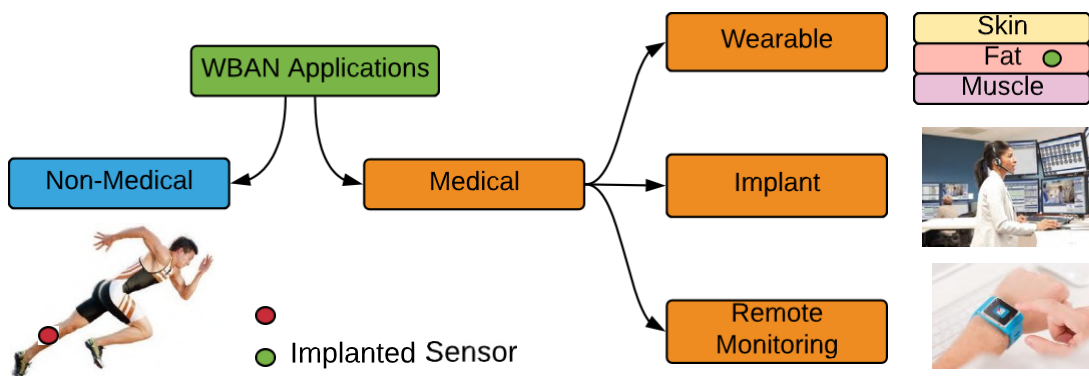 WBAN Applications
Non-Medical
Medical
Wearable
Implant
Remote
Monitoring
Skin
Fat
Muscle
Implanted Sensor